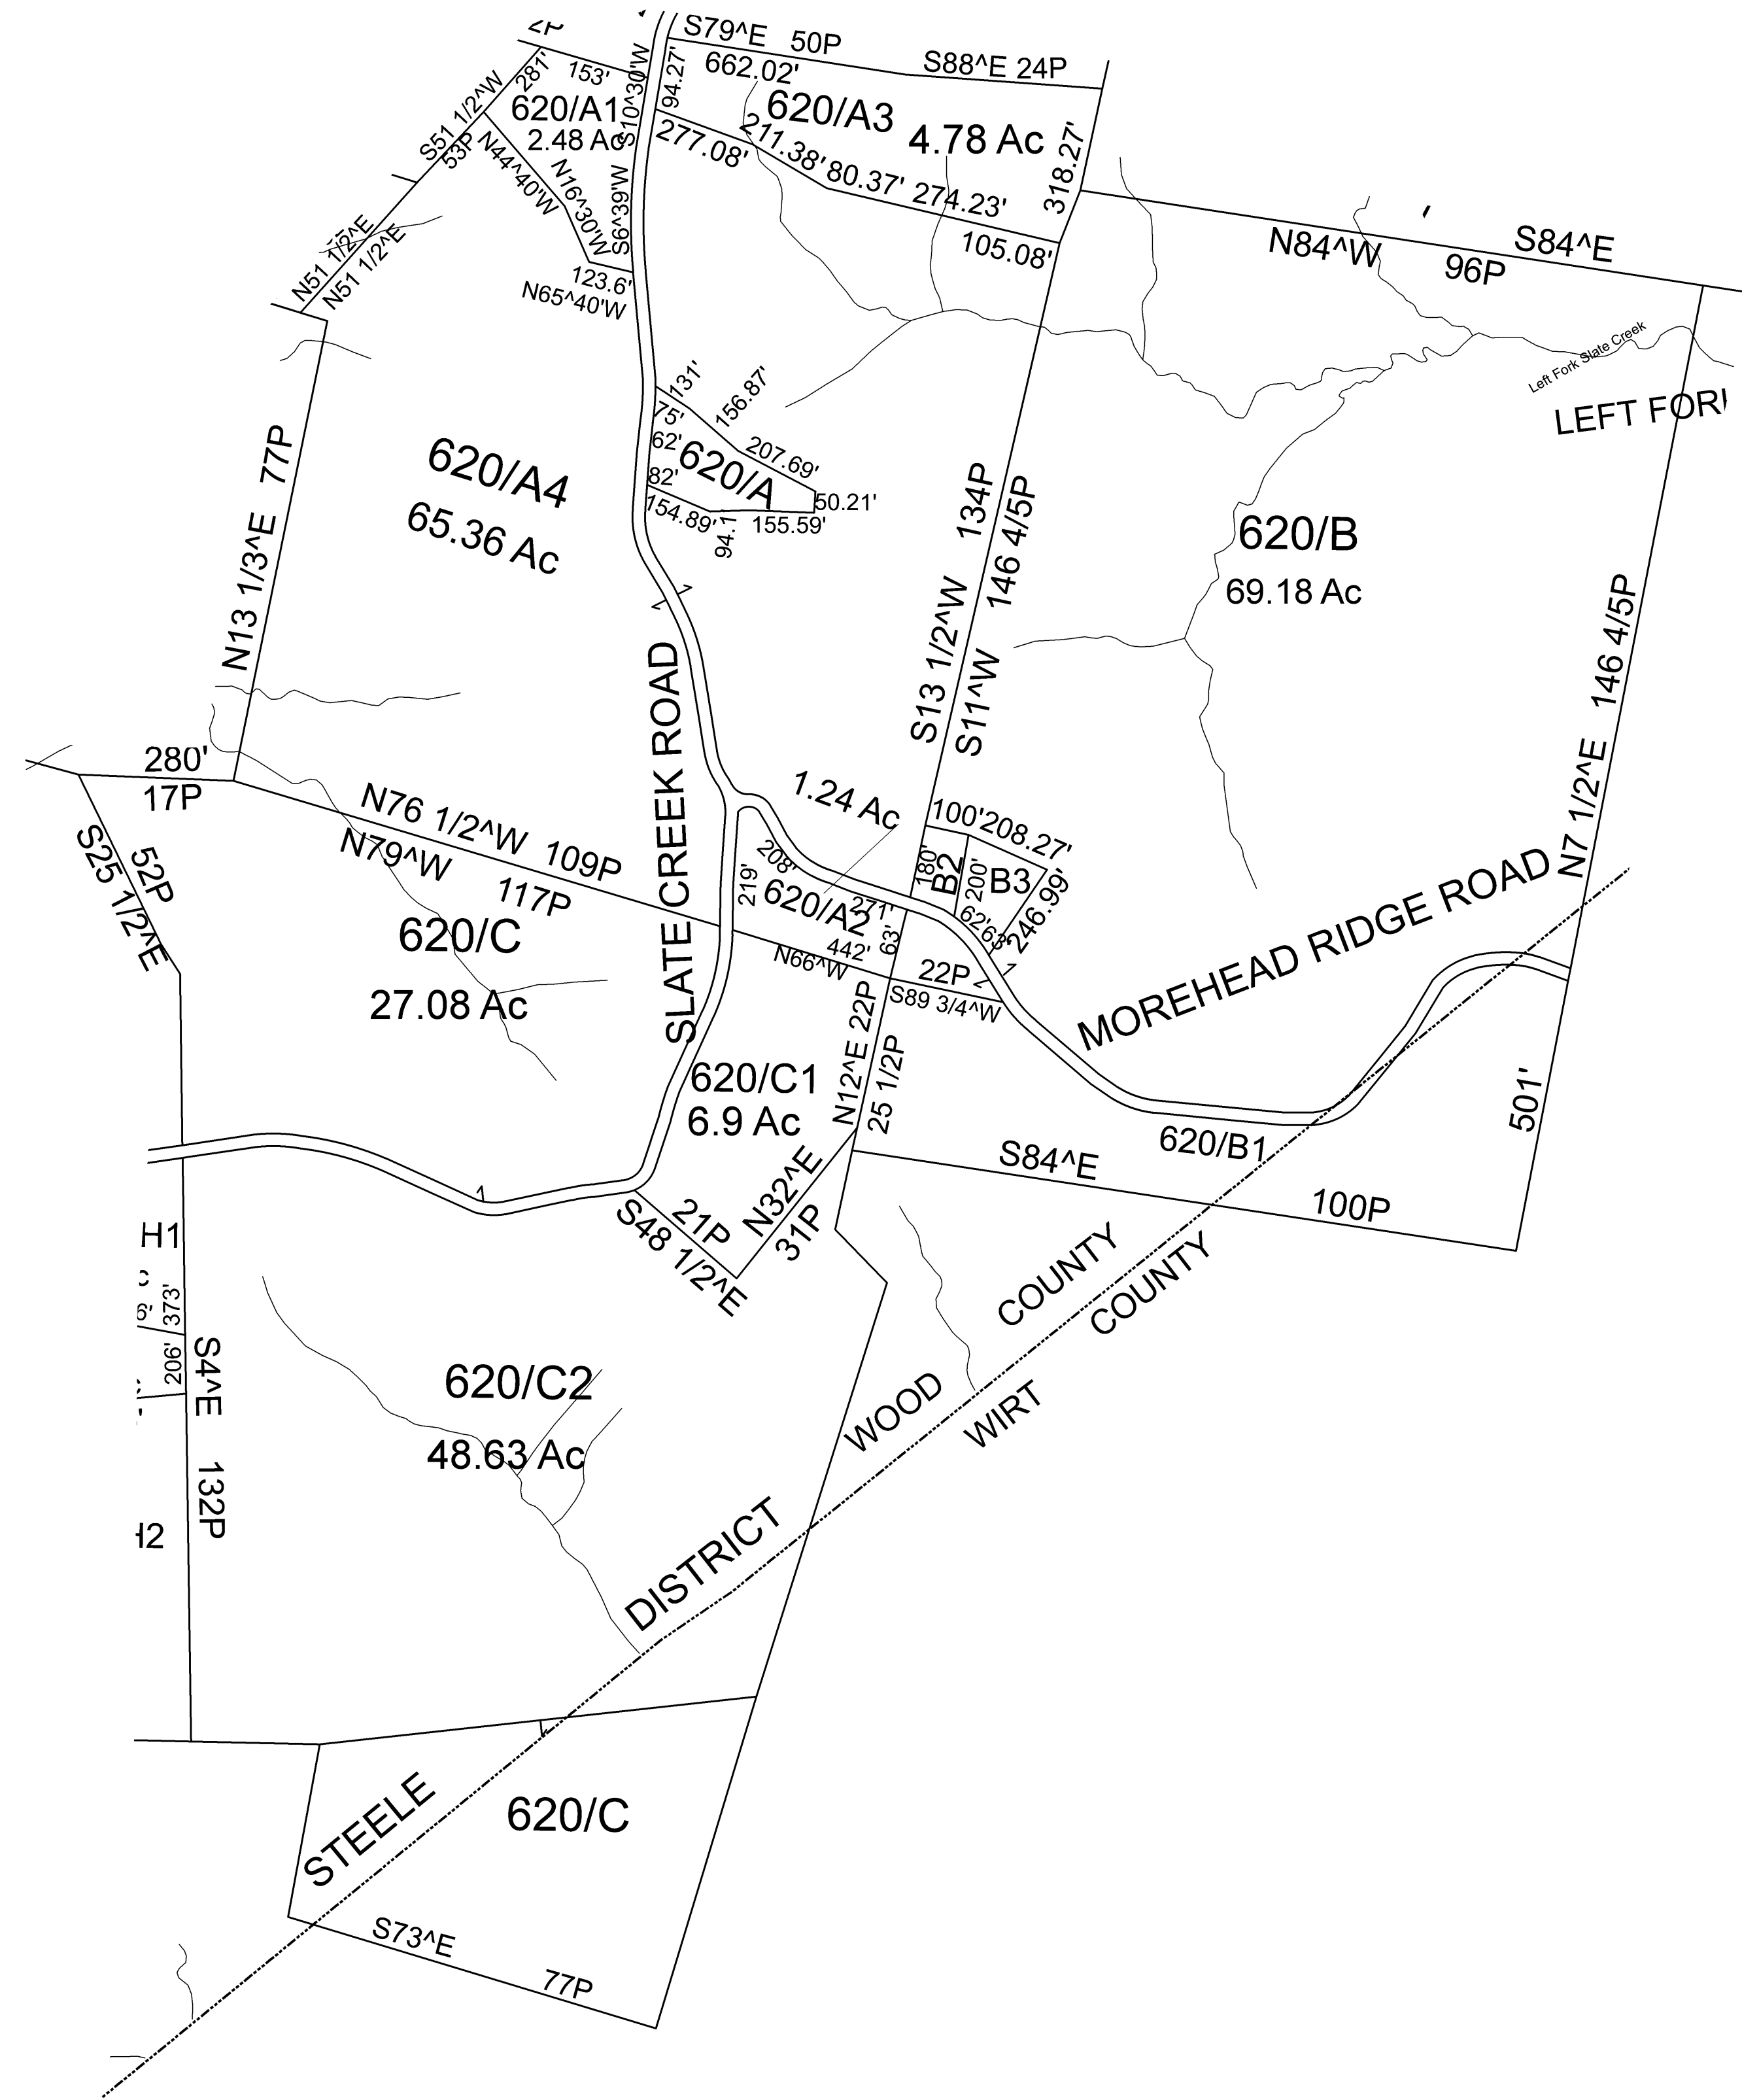 2P
S79^E 50P
662.02'
S88^E 24P
S51 1/2^W
53P
281'
153'
620/A1
2.48 Ac
S10^30'W
94.27'
620/A3
4.78 Ac
277.08'
211.38'
80.37'
274.23'
318.27'
105.08'
N44^40'W
N16^30'W
S6^39'W
123.6'
N65^40'W
N51 1/2^E
N51 1/2^E
N84^W
96P
S84^E
Left Fork Slate Creek
LEFT FOR
131'
156.87'
75'
62'
82'
620/A
207.69'
50.21'
154.89'
94.1
155.59'
620/A4
65.36 Ac
N13 1/3^E 77P
S13 1/2^W 134P
S11^W 146 4/5P
620/B
69.18 Ac
N7 1/2^E 146 4/5P
SLATE CREEK ROAD
280'
17P
S25 1/2^E
52P
N76 1/2^W 109P
N79^W 117P
1.24 Ac
208'
219'
620/A2
271'
442'
63'
N66^W
100'
208.27'
180'
B2
200'
B3
246.99'
62'
63'
22P
S89 3/4^W
MOREHEAD RIDGE ROAD
620/C
27.08 Ac
620/C1
6.9 Ac
N12^E 22P
25 1/2P
501'
620/B1
S84^E 100P
S48 1/2^E
21P
N32^E
31P
H1
373'
206'
S4^E 132P
620/C2
48.63 Ac
STEELE DISTRICT
WOOD COUNTY
WIRT COUNTY
620/C
S73^E 77P